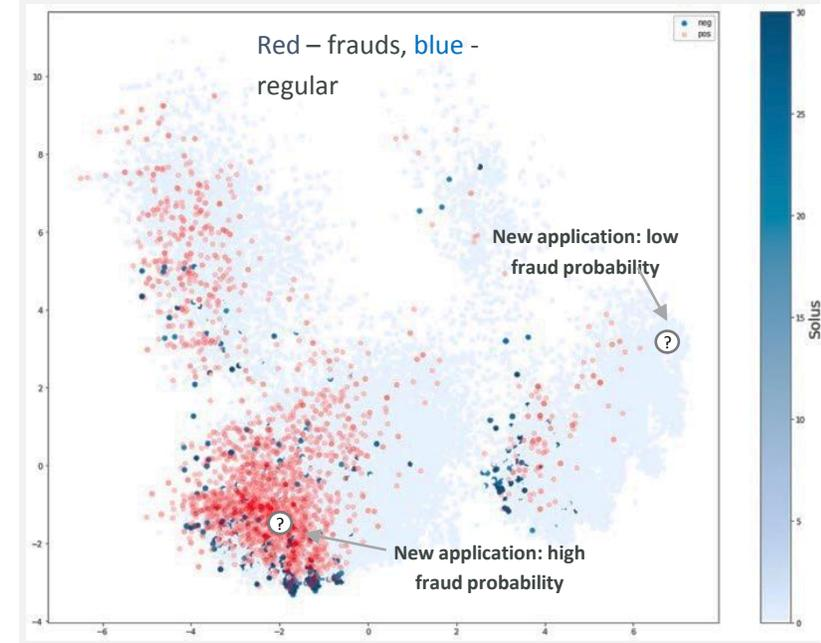 Red – frauds, blue -
regular
neg
pos
New application: low
fraud probability
?
?
New application: high
fraud probability
10
8
6
4
2
0
−2
−4
−6
−4
−2
0
2
4
6
30
25
20
15
10
5
0
Solus